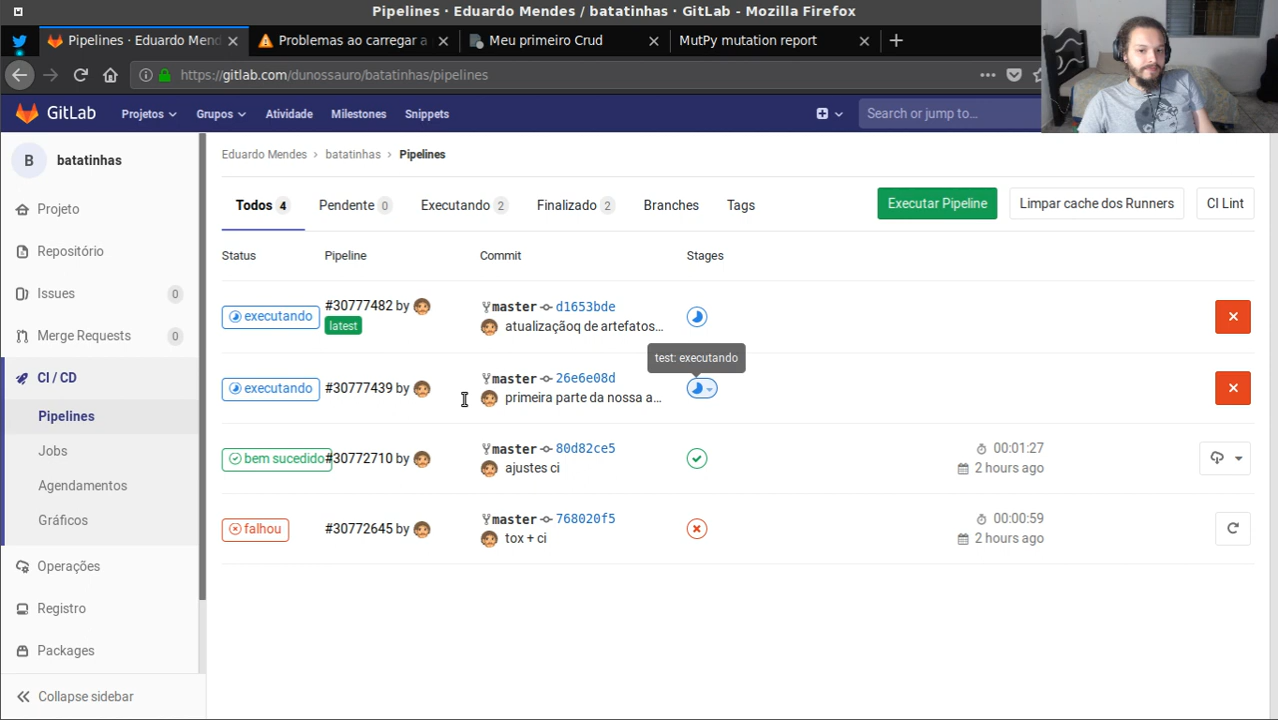 Pipelines · Eduardo Mendes / batatinhas · GitLab - Mozilla Firefox
Pipelines · Eduardo Mend
Problemas ao carregar a
Meu primeiro Crud
MutPy mutation report
https://gitlab.com/dunossauro/batatinhas/pipelines
GitLab
Projetos
Grupos
Atividade
Milestones
Snippets
Search or jump to…
B
batatinhas
Projeto
Repositório
Issues
0
Merge Requests
0
CI / CD
Pipelines
Jobs
Agendamentos
Gráficos
Operações
Registro
Packages
Collapse sidebar
Eduardo Mendes > batatinhas > Pipelines
Todos 4
Pendente 0
Executando 2
Finalizado 2
Branches
Tags
Executar Pipeline
Limpar cache dos Runners
CI Lint
Status
Pipeline
Commit
Stages
executando
#30777482 by
latest
master d1653bde
atualizaçãoq de artefatos...
test: executando
executando
#30777439 by
master 26e6e08d
primeira parte da nossa a...
bem sucedido
#30772710 by
master 80d82ce5
ajustes ci
00:01:27
2 hours ago
falhou
#30772645 by
master 768020f5
tox + ci
00:00:59
2 hours ago